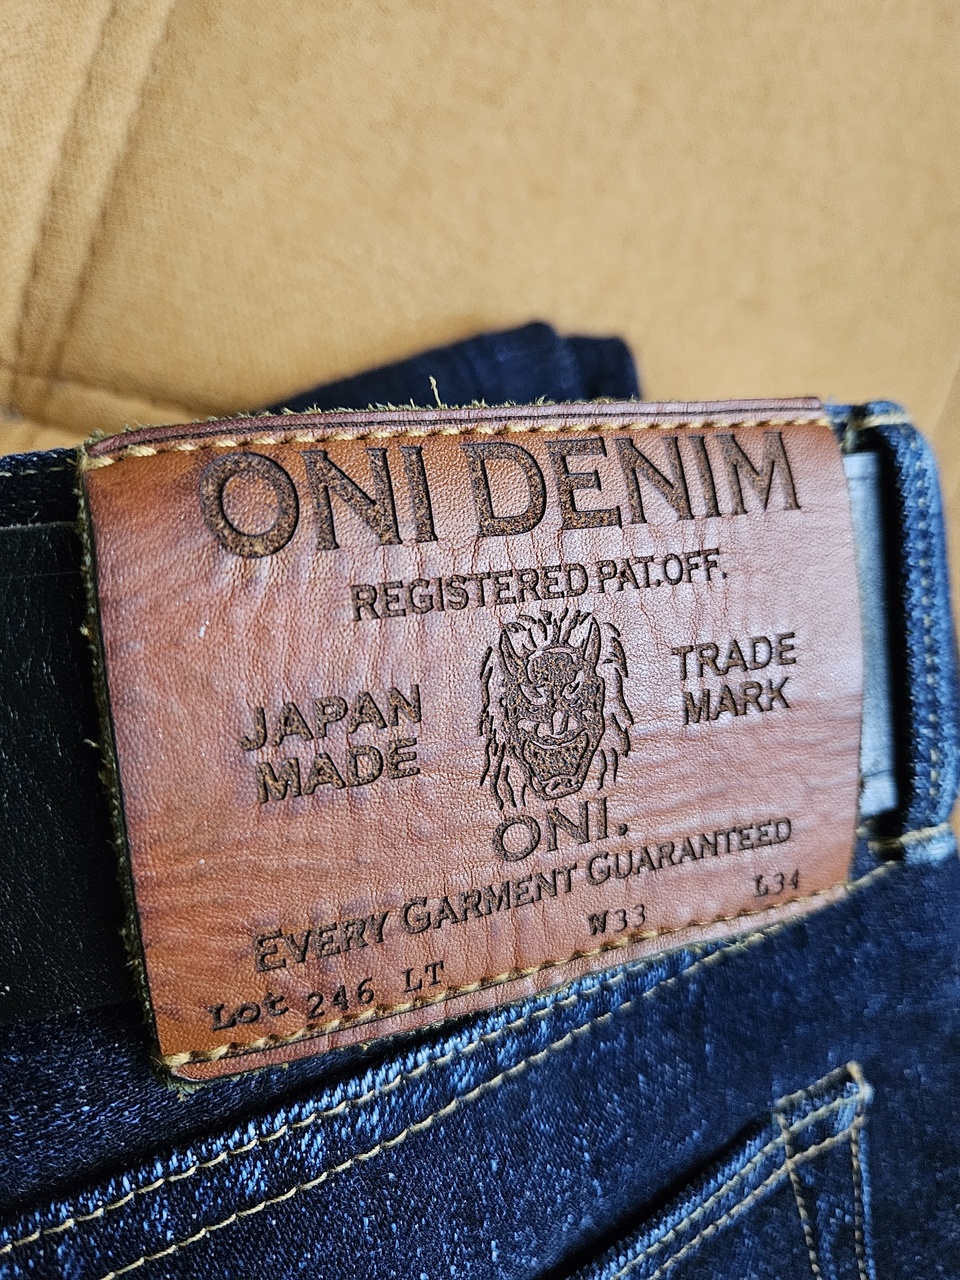 ONI DENIM
REGISTERED PAT.OFF.
JAPAN
MADE
TRADE
MARK
ONI.
EVERY GARMENT GUARANTEED
Lot 246 LT W33 L34